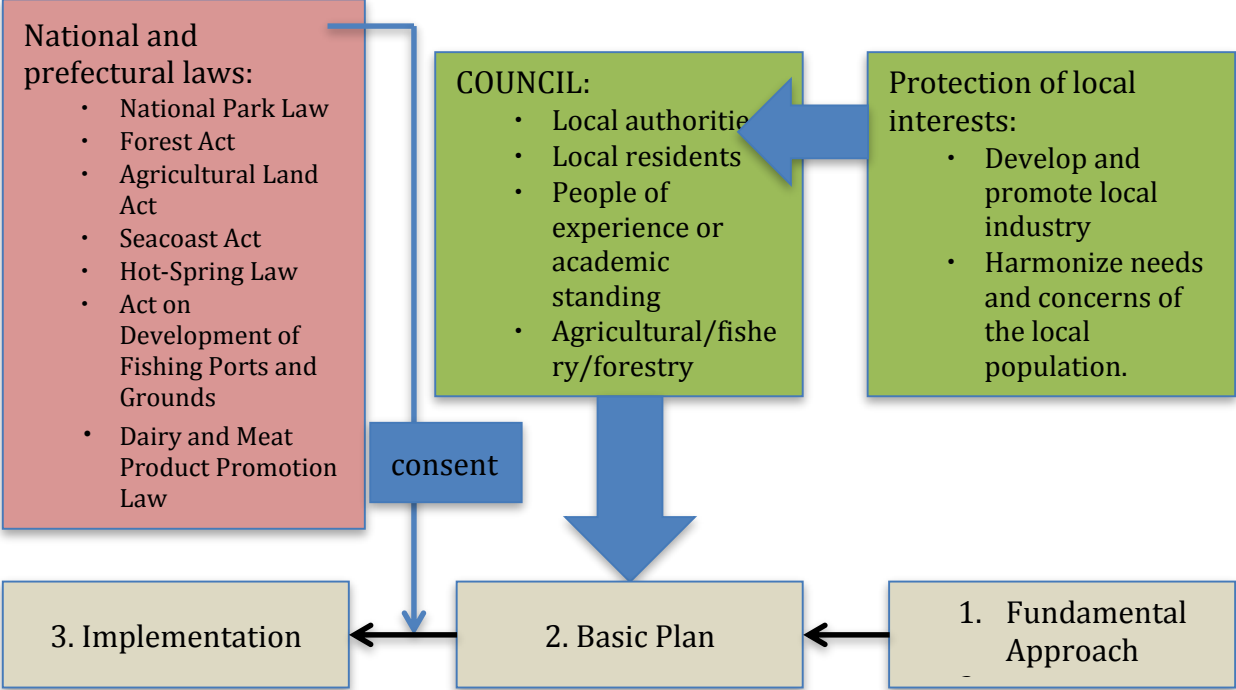 National and
prefectural laws:
· National Park Law
· Forest Act
· Agricultural Land
Act
· Seacoast Act
· Hot-Spring Law
· Act on
Development of
Fishing Ports and
Grounds
· Dairy and Meat
Product Promotion
Law
COUNCIL:
· Local authoritie
· Local residents
· People of
experience or
academic
standing
· Agricultural/fishe
ry/forestry
Protection of local
interests:
· Develop and
promote local
industry
· Harmonize needs
and concerns of
the local
population.
consent
3. Implementation
2. Basic Plan
1. Fundamental
Approach